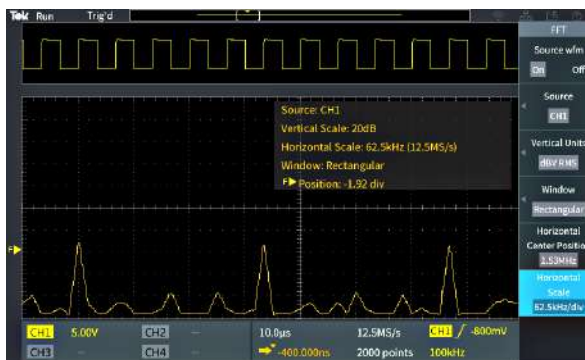 Tek Run Trig'd
FFT
Source wfm
On Off
Source
CH1
Vertical Units
dBV RMS
Window
Rectangular
Horizontal
Center Position
1.53MHz
Horizontal
Scale
62.5kHz/div
Source: CH1
Vertical Scale: 20dB
Horizontal Scale: 62.5kHz (12.5MS/s)
Window: Rectangular
F Position: -1.92 div
F
CH1 5.00V CH2 10.0µs 12.5MS/s CH1 -800mV
CH3 CH4 -400.000ns 2000 points 100kHz